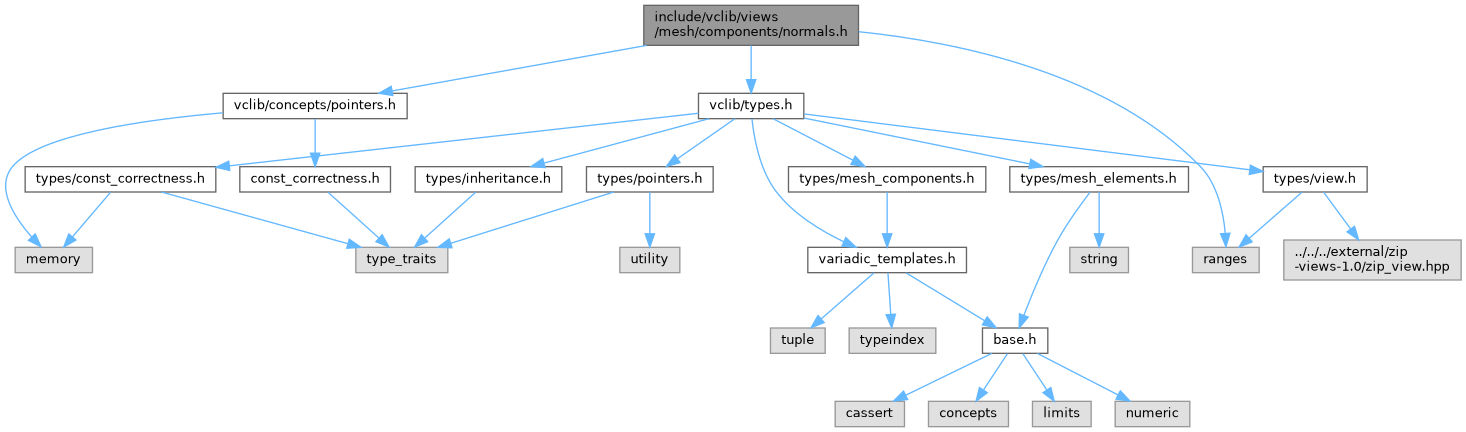 include/vclib/views
/mesh/components/normals.h
vclib/concepts/pointers.h
vclib/types.h
types/const_correctness.h
const_correctness.h
types/inheritance.h
types/pointers.h
types/mesh_components.h
types/mesh_elements.h
types/view.h
memory
type_traits
utility
variadic_templates.h
string
ranges
../../../external/zip
-views-1.0/zip_view.hpp
tuple
typeindex
base.h
cassert
concepts
limits
numeric